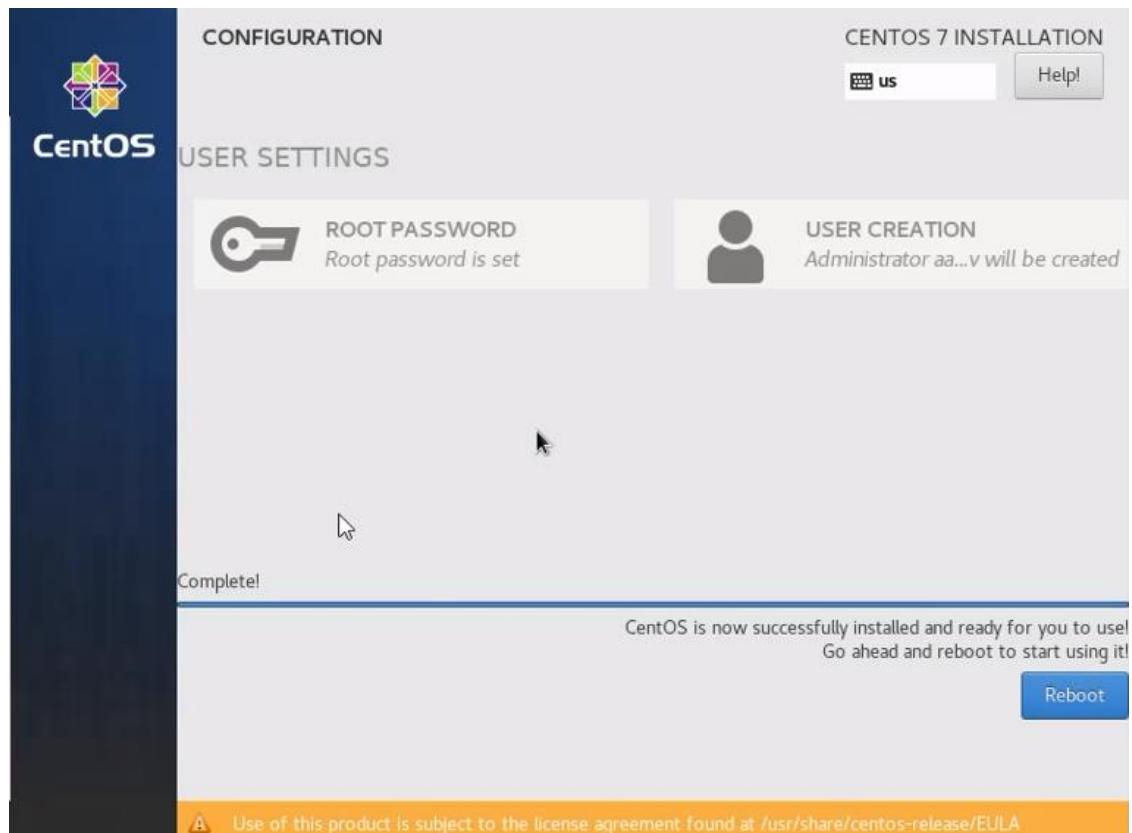 CONFIGURATION
CENTOS 7 INSTALLATION
us
Help!
CentOS
USER SETTINGS
ROOT PASSWORD
Root password is set
USER CREATION
Administrator aa...v will be created
Complete!
CentOS is now successfully installed and ready for you to use!
Go ahead and reboot to start using it!
Reboot
Use of this product is subject to the license agreement found at /usr/share/centos-release/EULA